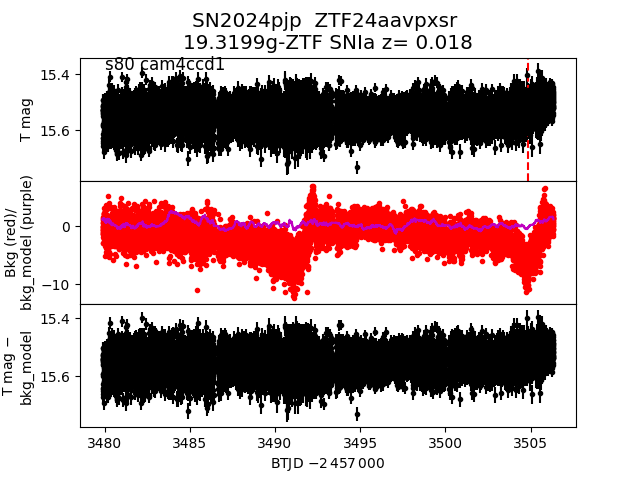 SN2024pjp  ZTF24aavpxsr
19.3199g-ZTF SNIa z= 0.018
s80 cam4ccd1
15.4
15.6
T mag
0
−10
Bkg (red)/
bkg_model (purple)
15.4
15.6
T mag −
bkg_model
3480 3485 3490 3495 3500 3505
BTJD −2 457 000